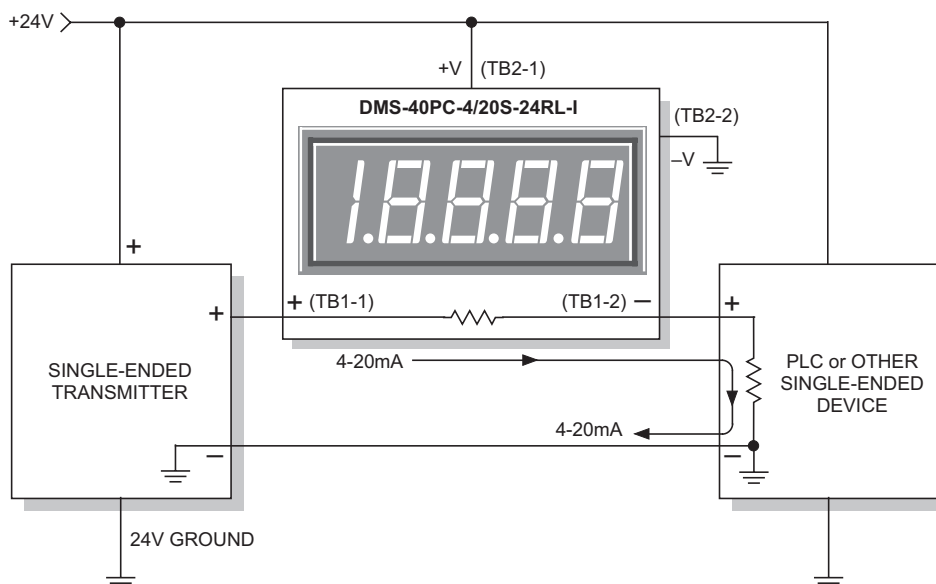 +24V
+V (TB2-1)
DMS-40PC-4/20S-24RL-I
(TB2-2)
–V
1.8.8.8.8
+
+ (TB1-1) (TB1-2) –
+
+
SINGLE-ENDED
TRANSMITTER
4-20mA
PLC or OTHER
SINGLE-ENDED
DEVICE
4-20mA
–
–
24V GROUND